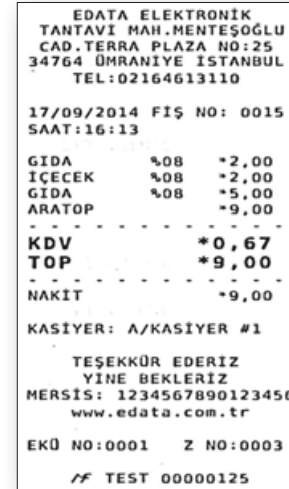 EDATA ELEKTRONİK
TANTAVİ MAH.MENTEŞOĞLU
CAD.TERRA PLAZA NO:25
34764 ÜMRANİYE İSTANBUL
TEL:02164613110
17/09/2014 FİŞ NO: 0015
SAAT:16:13
GIDA %08 *2,00
İÇECEK %08 *2,00
GIDA %08 *5,00
ARATOP *9,00
KDV *0,67
TOP *9,00
NAKİT *9,00
KASİYER: A/KASİYER #1
TEŞEKKÜR EDERİZ
YİNE BEKLERİZ
MERSİS: 1234567890123456
www.edata.com.tr
EKÜ NO:0001 Z NO:0003
TEST 00000125